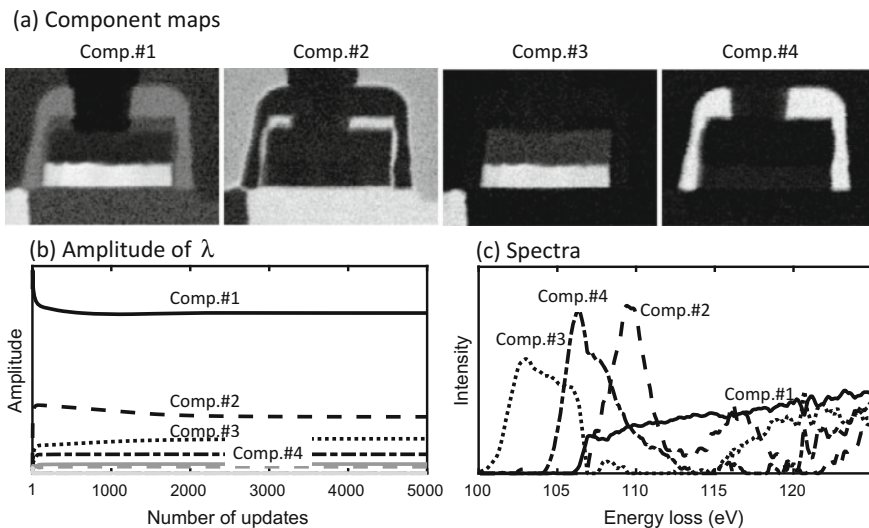 (a) Component maps
Comp.#1 Comp.#2 Comp.#3 Comp.#4
(b) Amplitude of λ
Amplitude
Comp.#1
Comp.#2
Comp.#3
Comp.#4
1 1000 2000 3000 4000 5000
Number of updates
(c) Spectra
Intensity
Comp.#4
Comp.#2
Comp.#3
Comp.#1
100 105 110 115 120
Energy loss (eV)